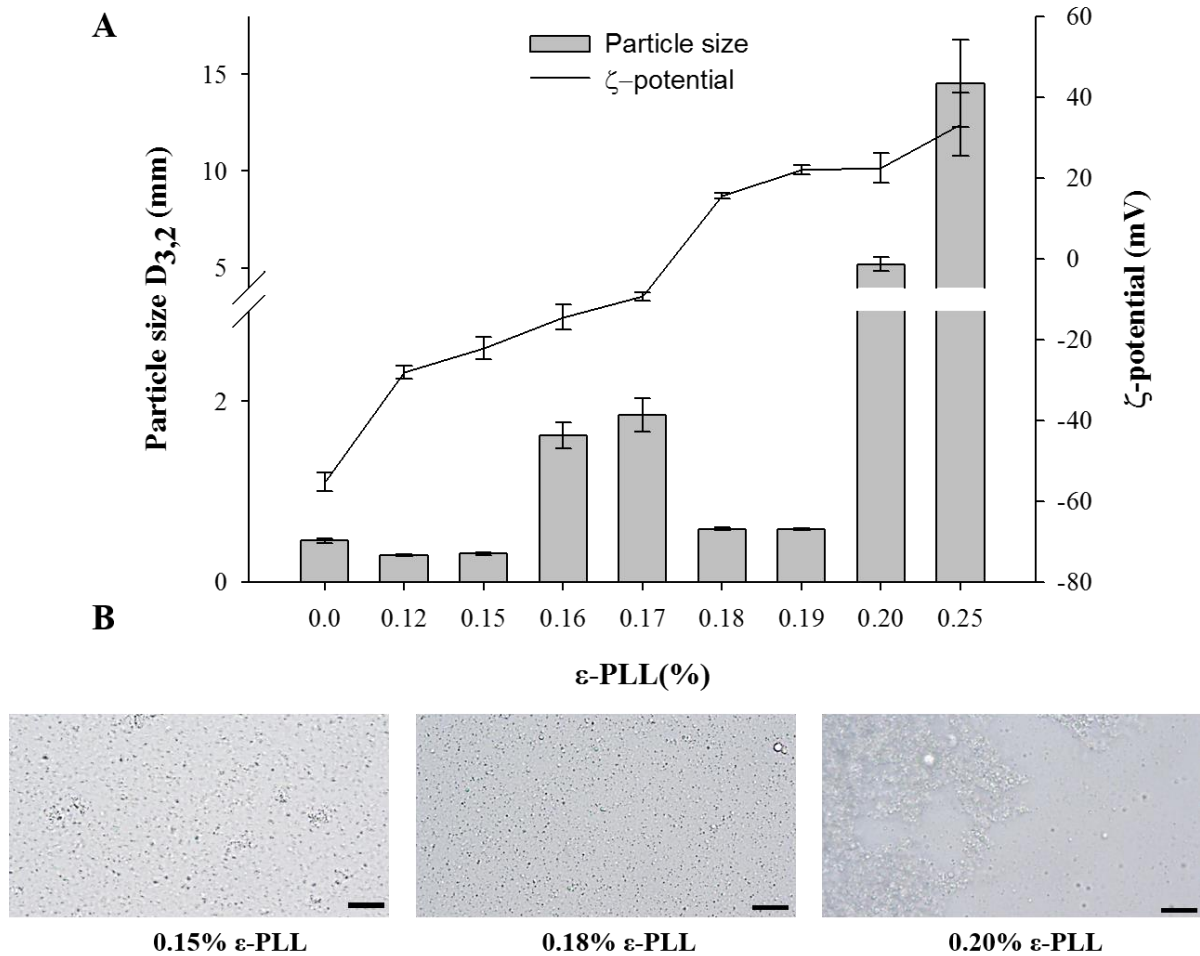 A
Particle size
ζ–potential
Particle size D3,2 (mm)
15
10
5
2
0
60
40
20
0
-20
-40
-60
-80
ζ-potential (mV)
0.0 0.12 0.15 0.16 0.17 0.18 0.19 0.20 0.25
ε-PLL(%)
B
0.15% ε-PLL 0.18% ε-PLL 0.20% ε-PLL